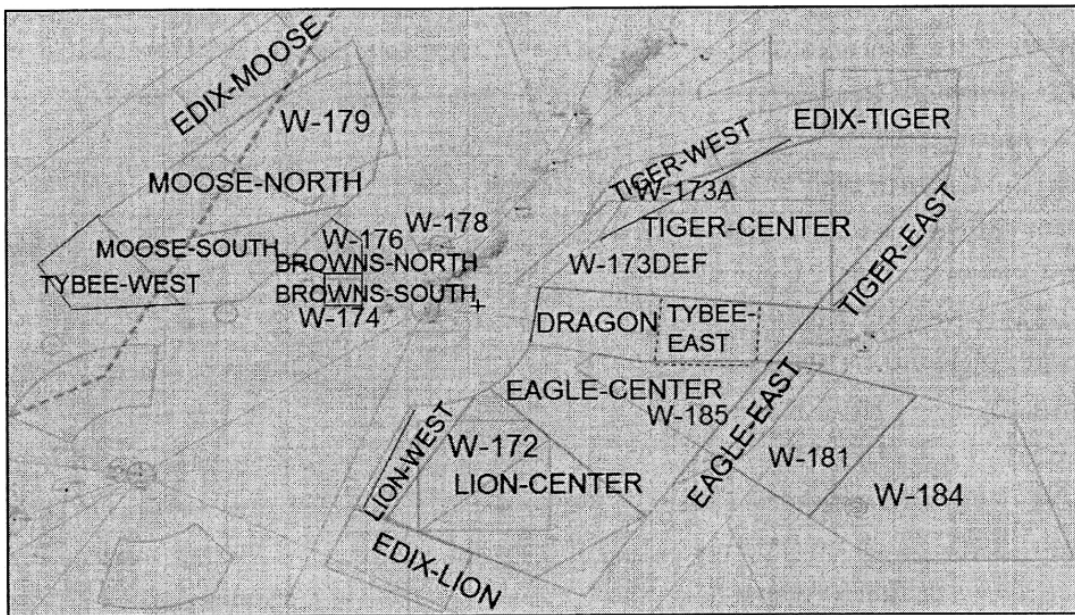 EDIX-MOOSE
W-179
MOOSE-NORTH
MOOSE-SOUTH
TYBEE-WEST
W-178
W-176
BROWNS-NORTH
BROWNS-SOUTH
W-174
TIGER-WEST
EDIX-TIGER
W-173A
TIGER-CENTER
W-173DEF
TIGER-EAST
DRAGON
TYBEE-
EAST
EAGLE-CENTER
W-185
EAGLE-EAST
LION-WEST
W-172
LION-CENTER
W-181
W-184
EDIX-LION